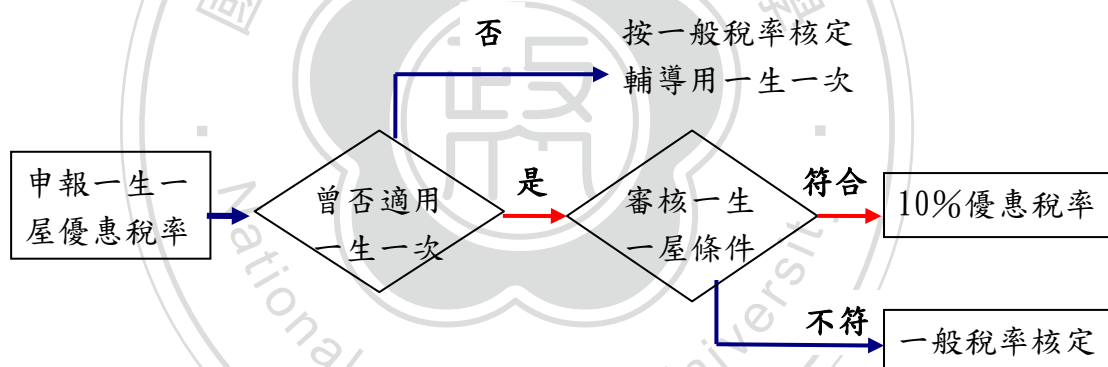 否
按一般稅率核定
輔導用一生一次
申報一生一
屋優惠稅率
曾否適用
一生一次
是
審核一生
一屋條件
符合
10%優惠稅率
不符
一般稅率核定